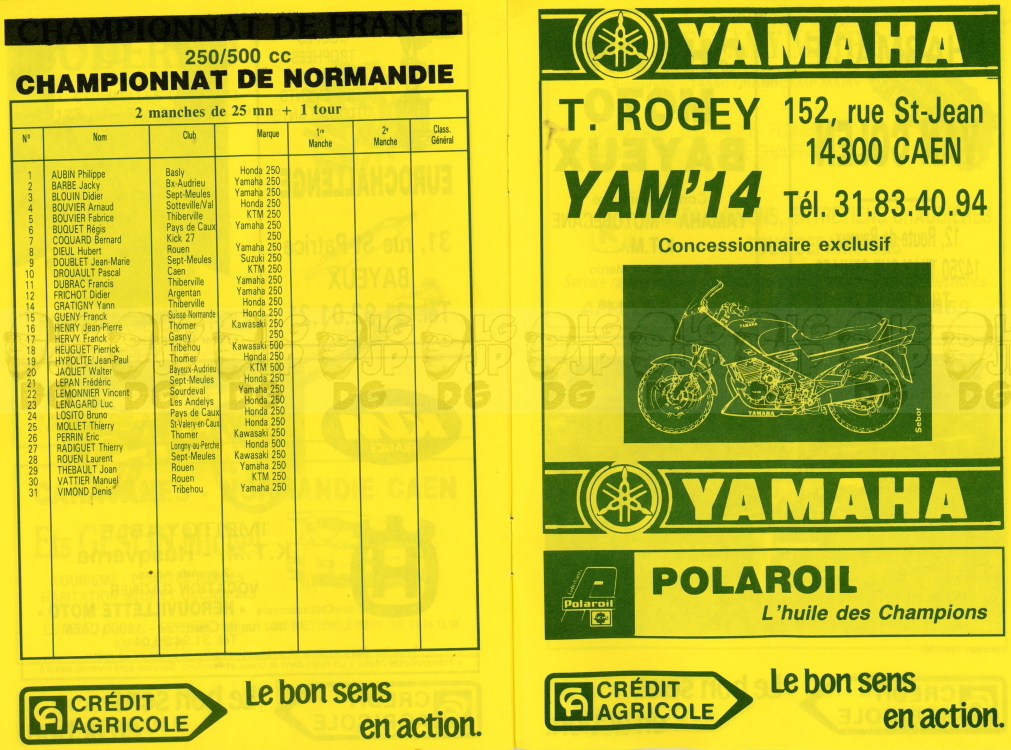 CHAMPIONNAT DE FRANCE
250/500 cc
CHAMPIONNAT DE NORMANDIE
2 manches de 25 mn + 1 tour
N° Nom Club Marque 1re Manche 2e Manche Class. Général
1 AUBIN Philippe Basly Honda 250
2 BARBE Jacky Bx-Audrieu Yamaha 250
3 BLOUIN Didier Sept-Meules Yamaha 250
4 BOUVIER Arnaud Sotteville/Val Honda 250
5 BOUVIER Fabrice Thiberville KTM 250
6 BUQUET Régis Pays de Caux Yamaha 250
7 COQUARD Bernard Kick 27 250
8 DIEUL Hubert Rouen Yamaha 250
9 DOUBLET Jean-Marie Sept-Meules Suzuki 250
10 DROUAULT Pascal Caen KTM 250
11 DUBRAC Francis Thiberville Yamaha 250
12 FRICHOT Didier Argentan Yamaha 250
14 GRATIGNY Yann Thiberville Honda 250
15 GUENY Franck Suisse Normande Honda 250
16 HENRY Jean-Pierre Thomer Kawasaki 250
17 HERVY Franck Gasny 250
18 HEUGUET Pierrick Tribehou Kawasaki 500
19 HYPOLITE Jean-Paul Thomer Honda 250
20 JAQUET Walter Bayeux-Audrieu KTM 500
21 LEPAN Frédéric Sept-Meules Honda 250
22 LEMONNIER Vincent Sourdeval Yamaha 250
23 LENAGARD Luc Les Andelys Honda 250
24 LOSITO Bruno Pays de Caux Honda 250
25 MOLLET Thierry St-Valery-en-Caux Honda 250
26 PERRIN Eric Thomer Kawasaki 250
27 RADIGUET Thierry Longny-au-Perche Honda 500
28 ROUEN Laurent Sept-Meules Kawasaki 250
29 THEBAULT Joan Rouen Yamaha 250
30 VATTIER Manuel Rouen KTM 250
31 VIMOND Denis Tribehou Yamaha 250
CRÉDIT AGRICOLE
Le bon sens
en action.
YAMAHA
T. ROGEY
152, rue St-Jean
14300 CAEN
YAM'14
Tél. 31.83.40.94
Concessionnaire exclusif
YAMAHA
YAMAHA
Sebor
YAMAHA
Polaroil
POLAROIL
L'huile des Champions
CRÉDIT AGRICOLE
Le bon sens
en action.